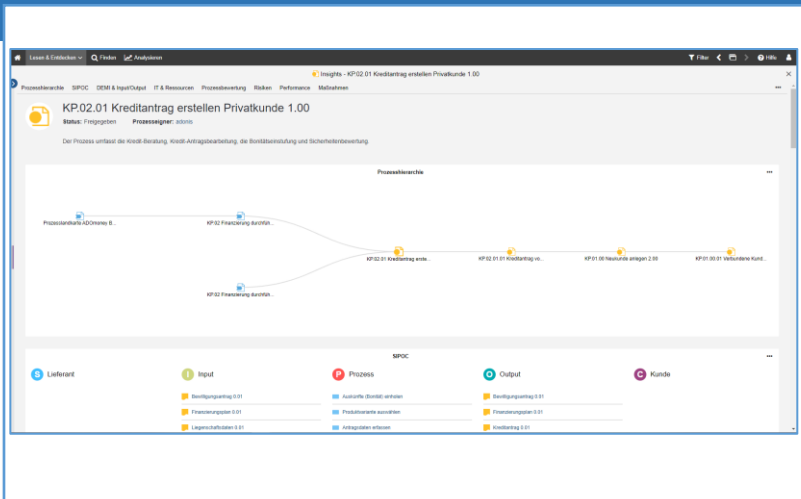 Lesen & Entdecken Finden Analysieren Filter Hilfe
Insights - KP.02.01 Kreditantrag erstellen Privatkunde 1.00
Prozesshierarchie SIPOC DEMI & Input/Output IT & Ressourcen Prozessbewertung Risiken Performance Maßnahmen
KP.02.01 Kreditantrag erstellen Privatkunde 1.00
Status: Freigegeben Prozesseigner: adonis
Der Prozess umfasst die Kredit-Beratung, Kredit-Antragsbearbeitung, die Bonitätseinstufung und Sicherheitenbewertung.
Prozesshierarchie
Prozesslandkarte ADOmoney B... KP.02 Finanzierung durchführ...
KP.02.01 Kreditantrag erste... KP.02.01.01 Kreditantrag vo... KP.01.00 Neukunde anlegen 2.00 KP.01.00.01 Verbundene Kund...
KP.02 Finanzierung durchführ...
SIPOC
S Lieferant I Input P Prozess O Output C Kunde
Bewilligungsantrag 0.01 Auskünfte (Bonität) einholen Bewilligungsantrag 0.01
Finanzierungsplan 0.01 Produktvariante auswählen Finanzierungsplan 0.01
Liegenschaftsdaten 0.01 Antragsdaten erfassen Kreditantrag 0.01